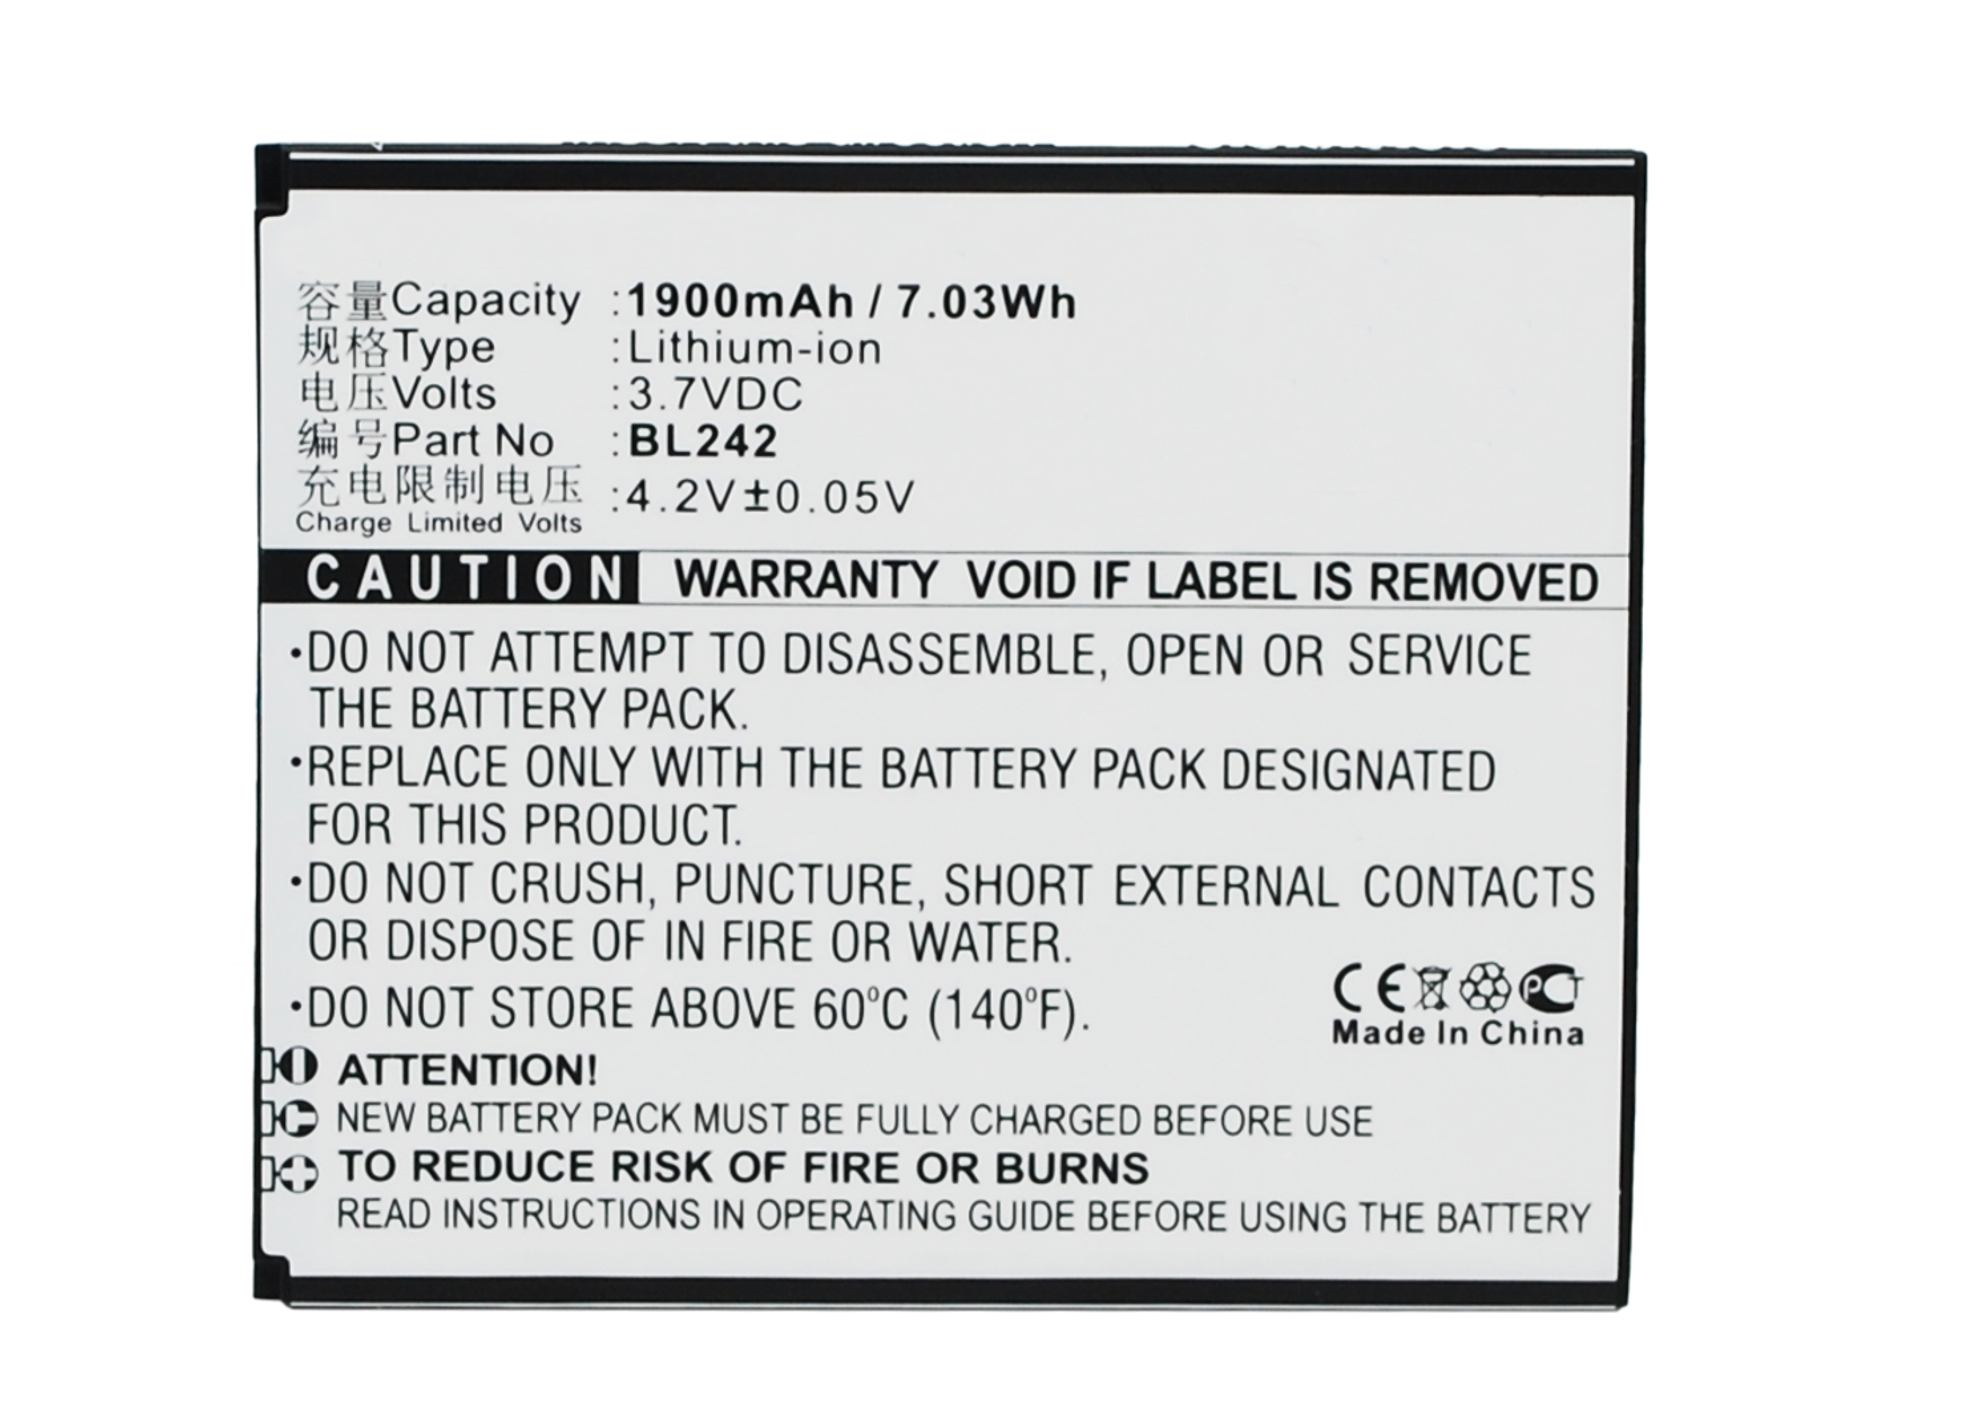 容量Capacity :1900mAh / 7.03Wh
规格Type :Lithium-ion
电压Volts :3.7VDC
编号Part No :BL242
充电限制电压 :4.2V±0.05V
Charge Limited Volts
CAUTION WARRANTY VOID IF LABEL IS REMOVED
·DO NOT ATTEMPT TO DISASSEMBLE, OPEN OR SERVICE
THE BATTERY PACK.
·REPLACE ONLY WITH THE BATTERY PACK DESIGNATED
FOR THIS PRODUCT.
·DO NOT CRUSH, PUNCTURE, SHORT EXTERNAL CONTACTS
OR DISPOSE OF IN FIRE OR WATER.
·DO NOT STORE ABOVE 60°C (140°F).
CE PCT
Made In China
ATTENTION!
NEW BATTERY PACK MUST BE FULLY CHARGED BEFORE USE
TO REDUCE RISK OF FIRE OR BURNS
READ INSTRUCTIONS IN OPERATING GUIDE BEFORE USING THE BATTERY